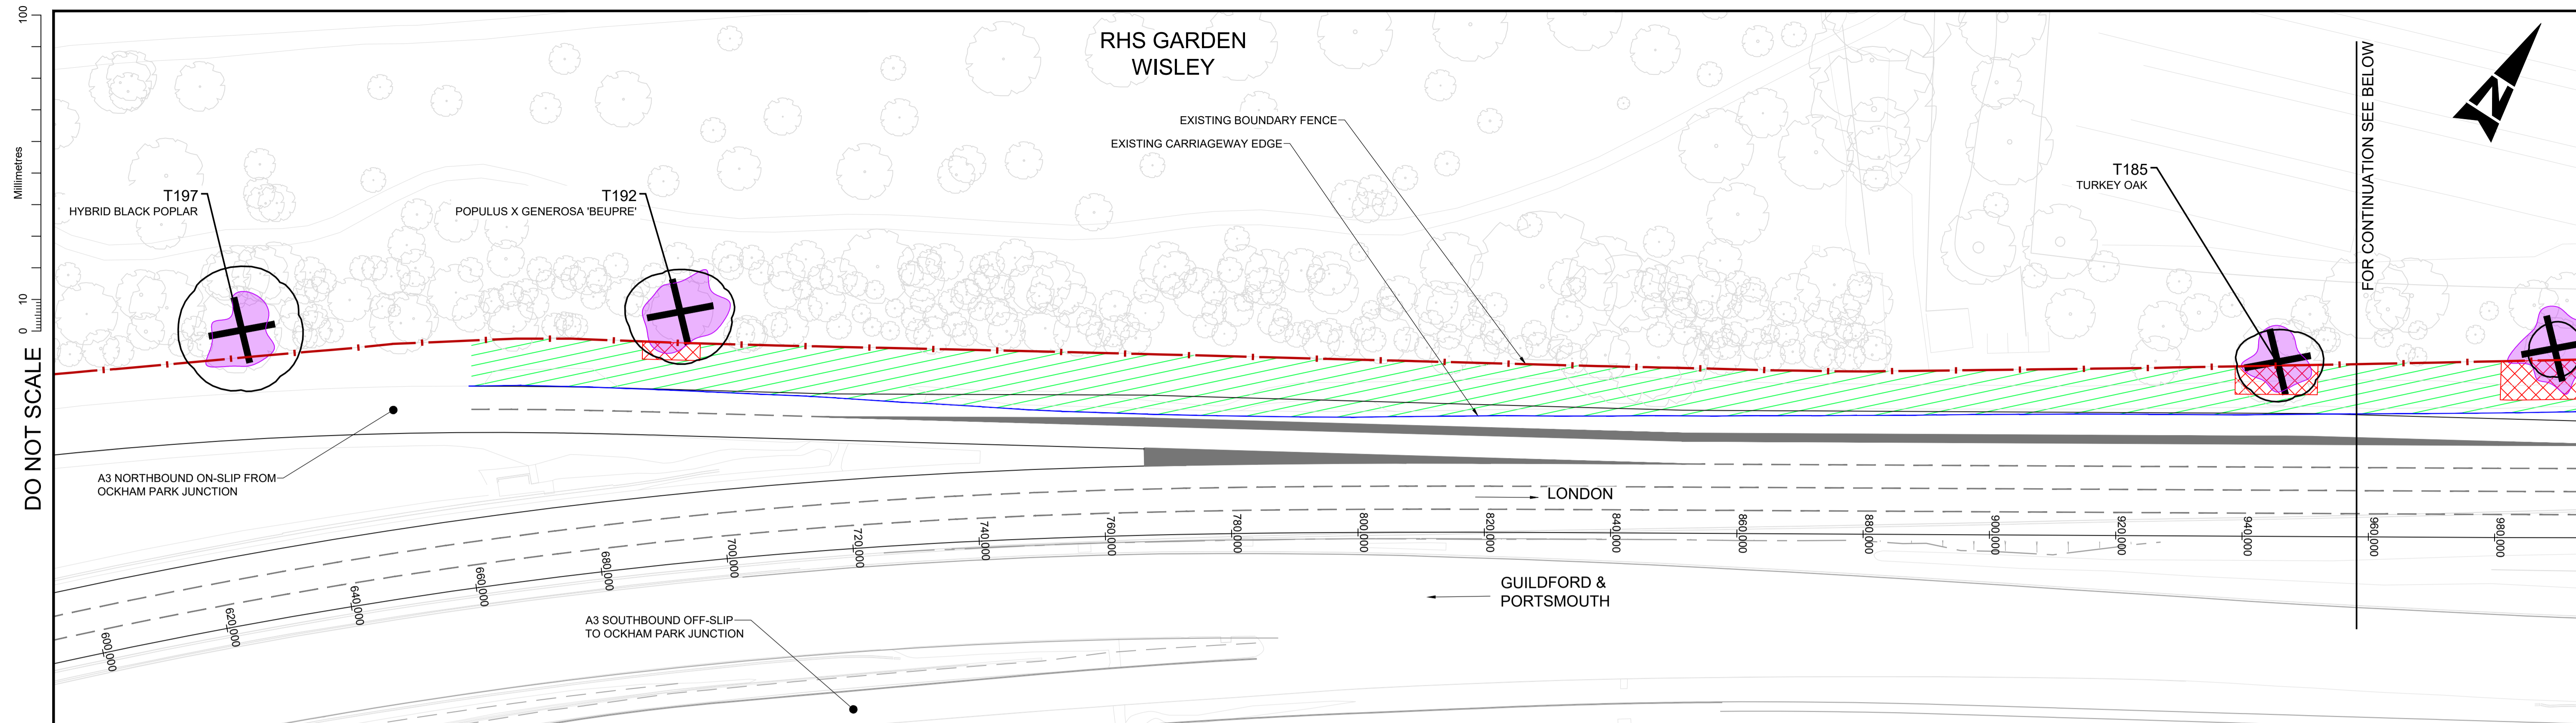 100
Millimetres
10
0
DO NOT SCALE
RHS GARDEN
WISLEY
EXISTING BOUNDARY FENCE
EXISTING CARRIAGEWAY EDGE
T197
HYBRID BLACK POPLAR
T192
POPULUS X GENEROSA 'BEUPRE'
T185
TURKEY OAK
FOR CONTINUATION SEE BELOW
N
A3 NORTHBOUND ON-SLIP FROM
OCKHAM PARK JUNCTION
LONDON
GUILDFORD &
PORTSMOUTH
A3 SOUTHBOUND OFF-SLIP
TO OCKHAM PARK JUNCTION
600.000
620.000
640.000
660.000
680.000
700.000
720.000
740.000
760.000
780.000
800.000
820.000
840.000
860.000
880.000
900.000
920.000
940.000
960.000
980.000